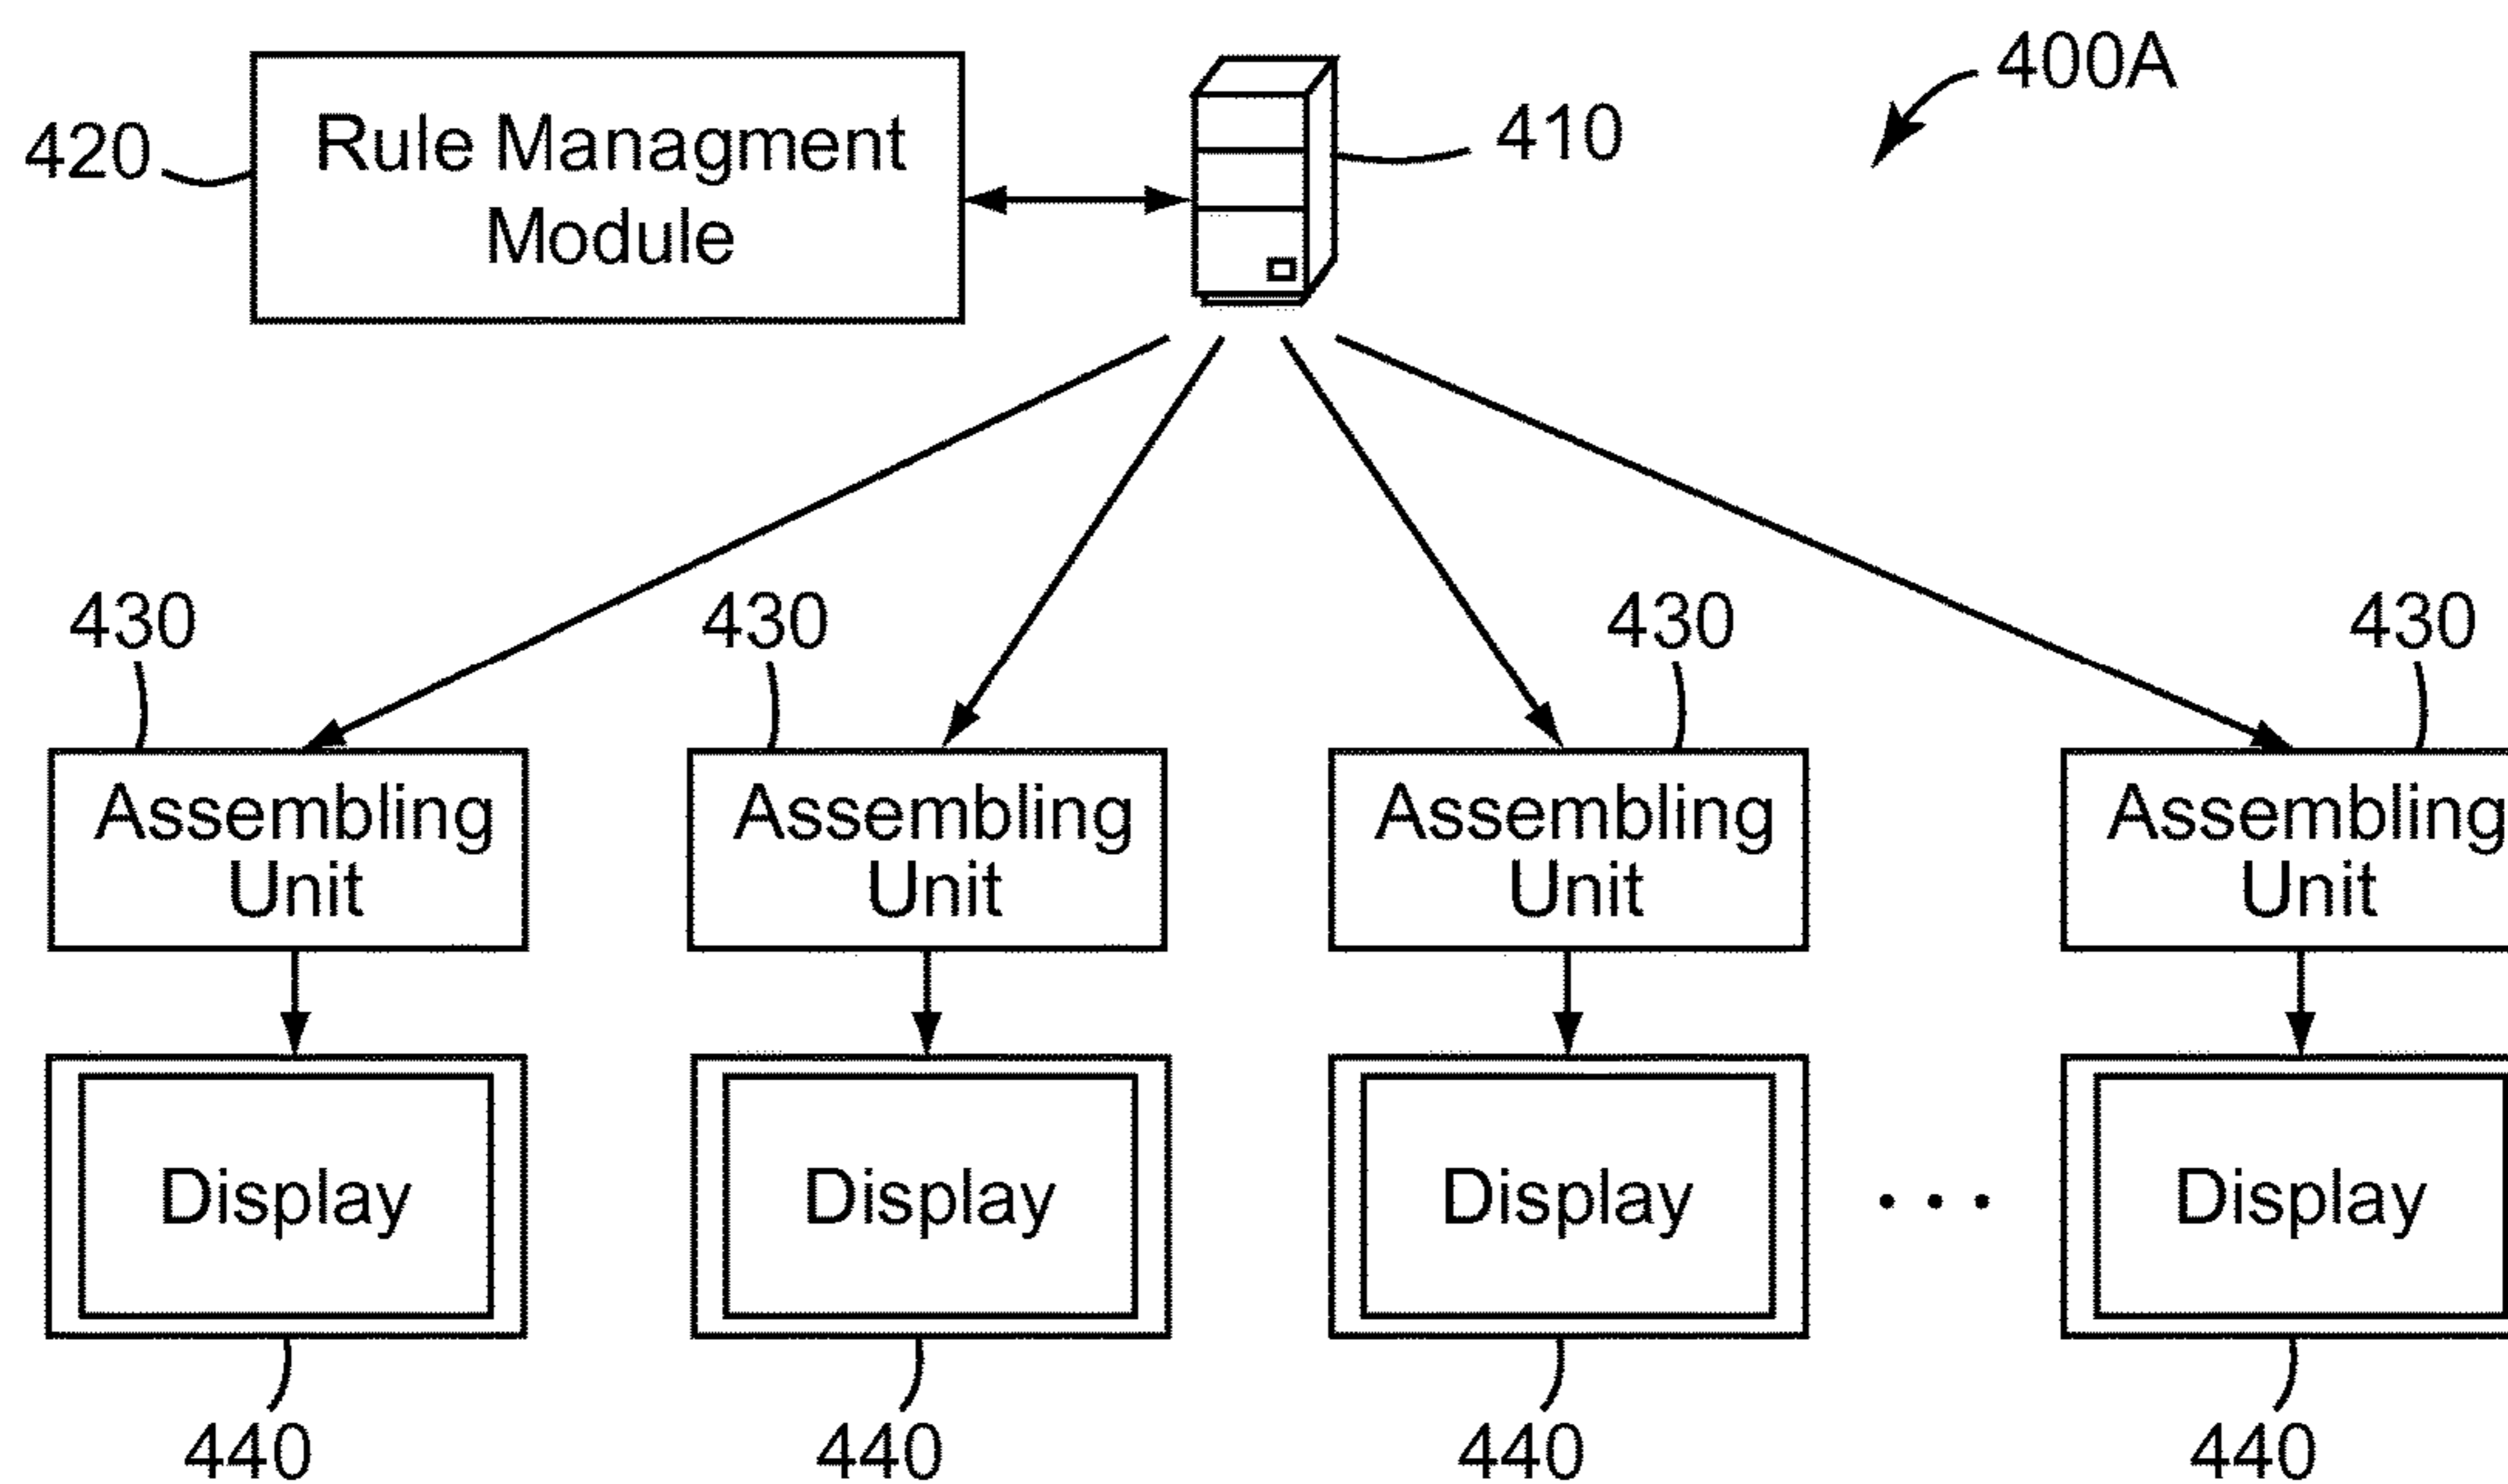 400A
420
Rule Managment
Module
410
430
430
430
430
Assembling
Unit
Assembling
Unit
Assembling
Unit
Assembling
Unit
Display
Display
Display
• • •
Display
440
440
440
440